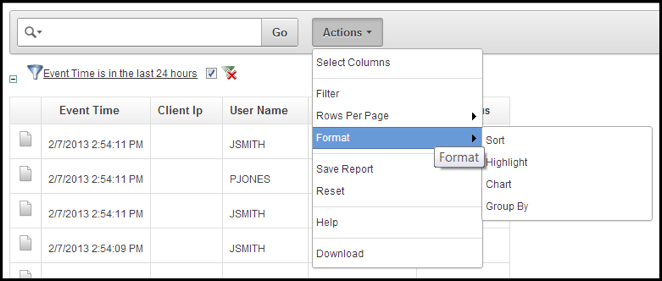 Go
Actions
Event Time is in the last 24 hours
Select Columns
Filter
Rows Per Page
Format
Format
Save Report
Reset
Help
Download
Sort
Highlight
Chart
Group By
Event Time Client Ip User Name
2/7/2013 2:54:11 PM JSMITH
2/7/2013 2:54:11 PM PJONES
2/7/2013 2:54:11 PM JSMITH
2/7/2013 2:54:09 PM JSMITH